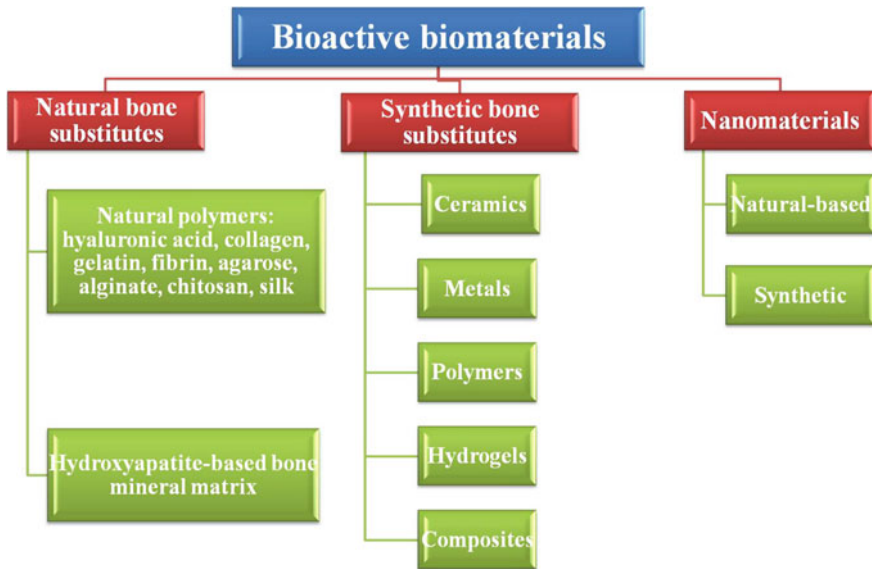 Bioactive biomaterials
Natural bone
substitutes
Natural polymers:
hyaluronic acid, collagen,
gelatin, fibrin, agarose,
alginate, chitosan, silk
Hydroxyapatite-based bone
mineral matrix
Synthetic bone
substitutes
Ceramics
Metals
Polymers
Hydrogels
Composites
Nanomaterials
Natural-based
Synthetic